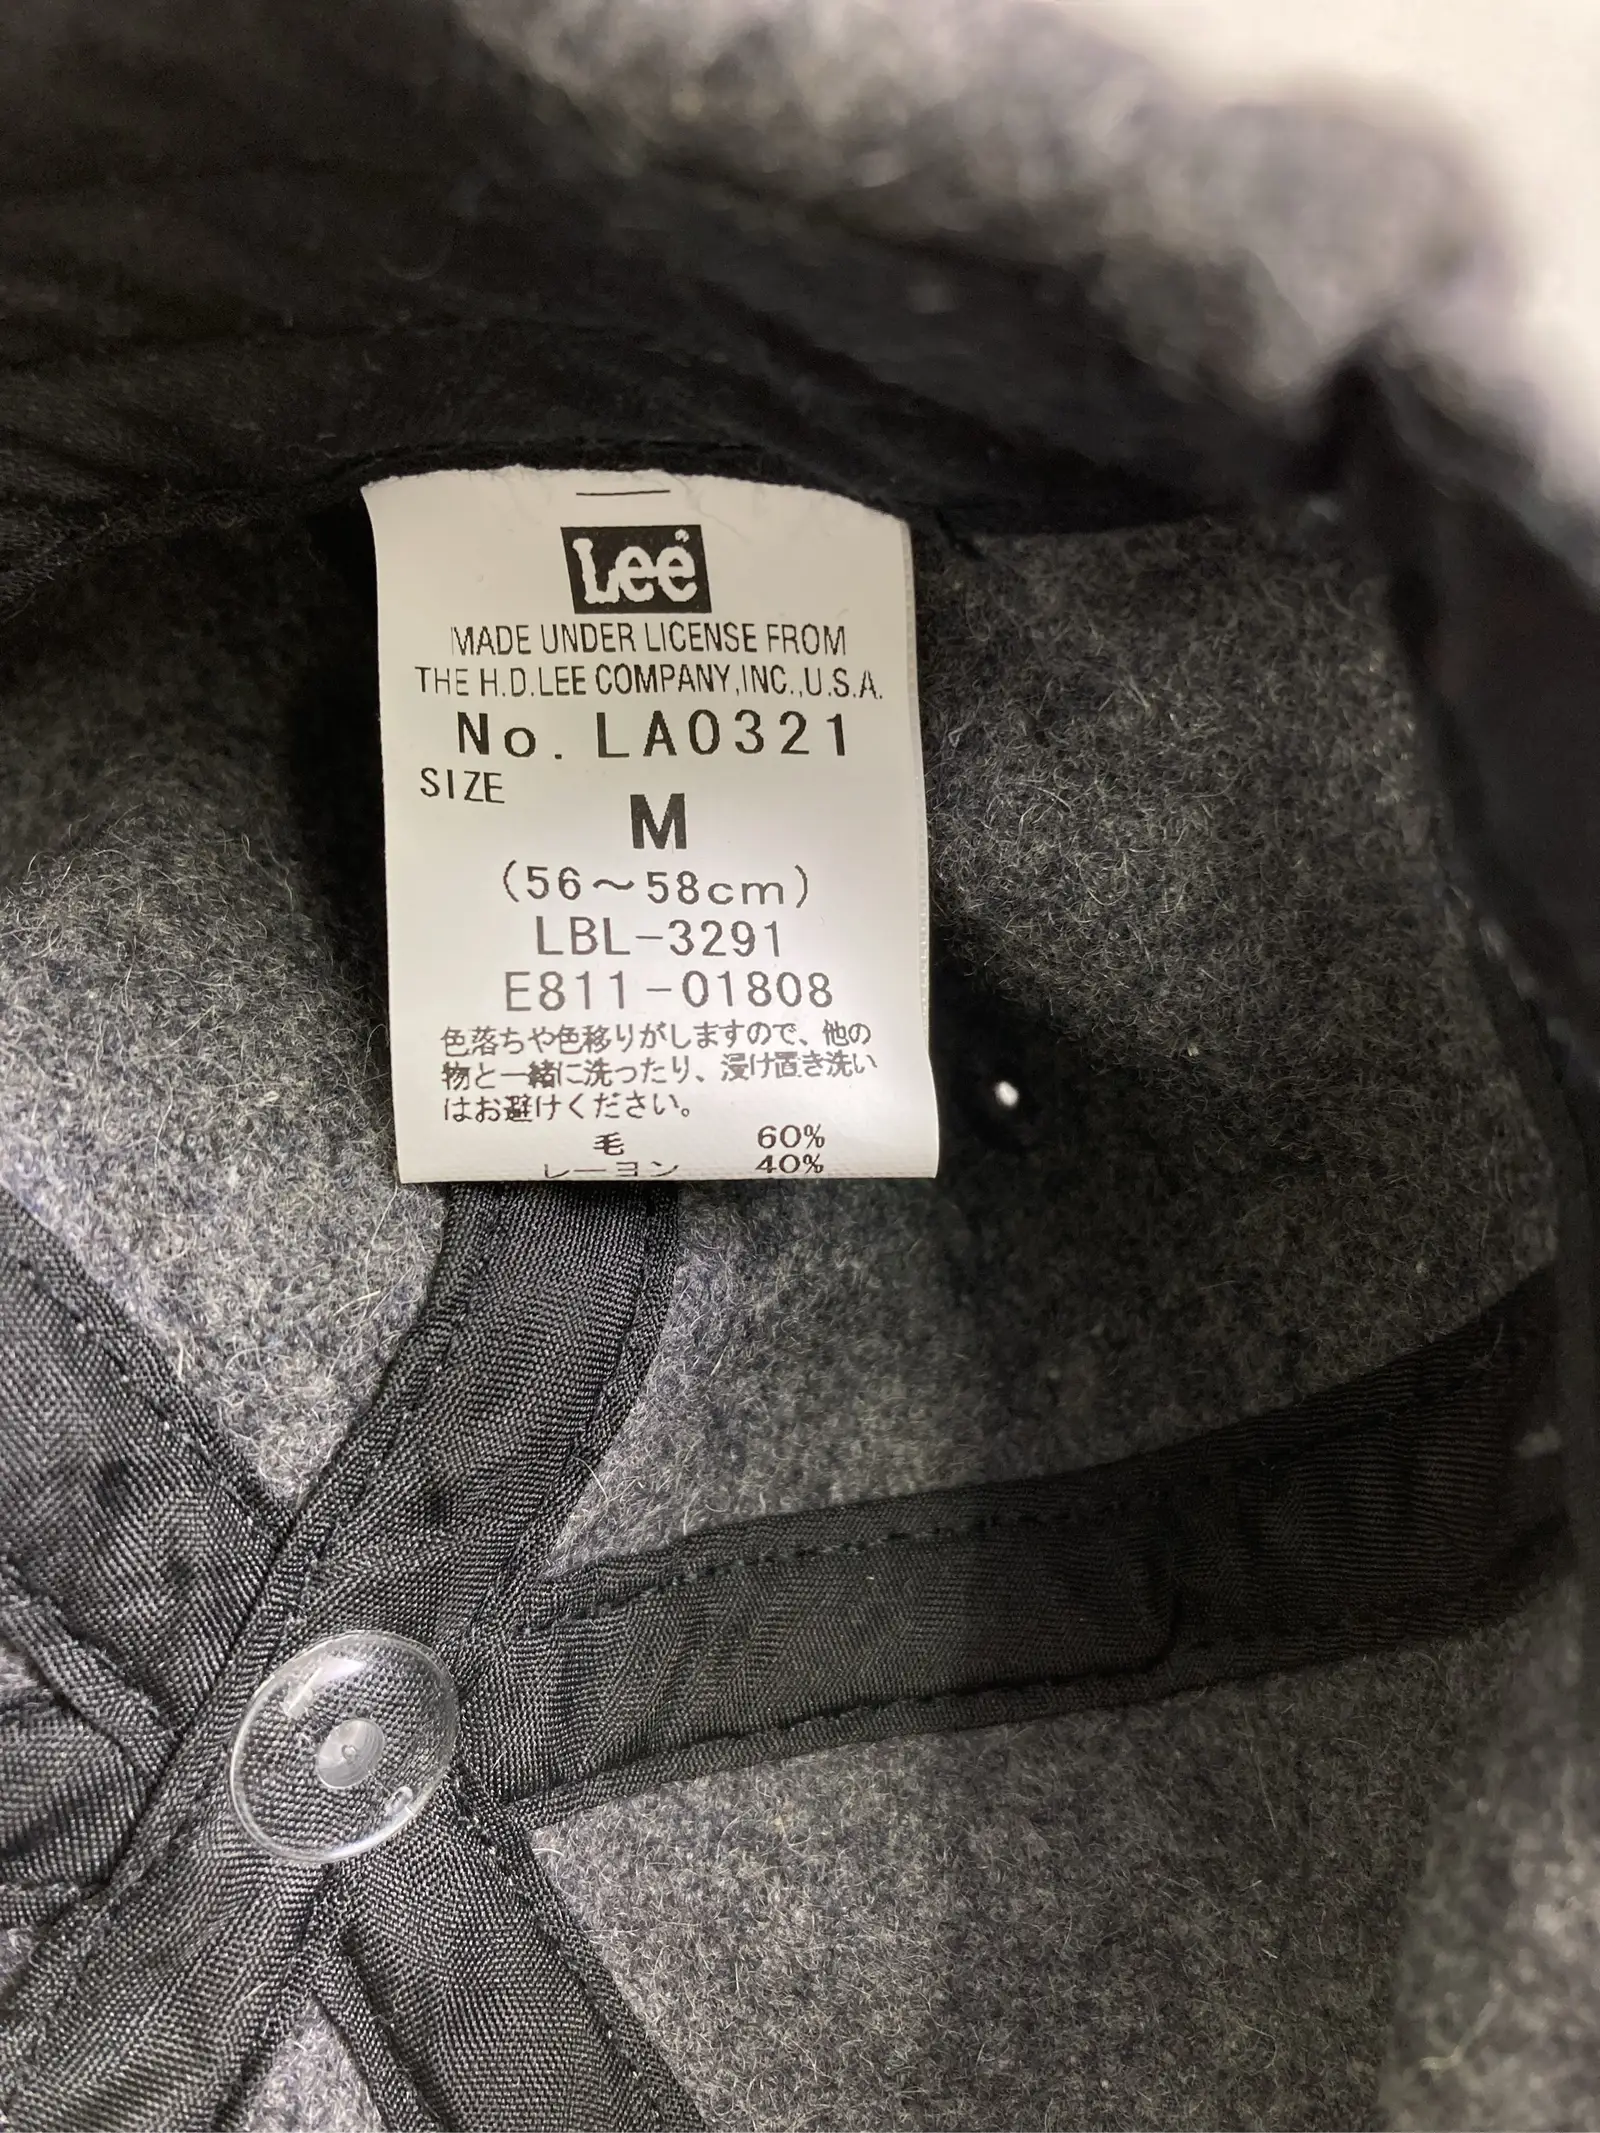 Lee
MADE UNDER LICENSE FROM
THE H.D.LEE COMPANY,INC.,U.S.A.
No. LA0321
SIZE
M
(56～58cm)
LBL-3291
E811-01808
色落ちや色移りがしますので、他の
物と一緒に洗ったり、浸け置き洗い
はお避けください。
毛 60%
レーヨン 40%